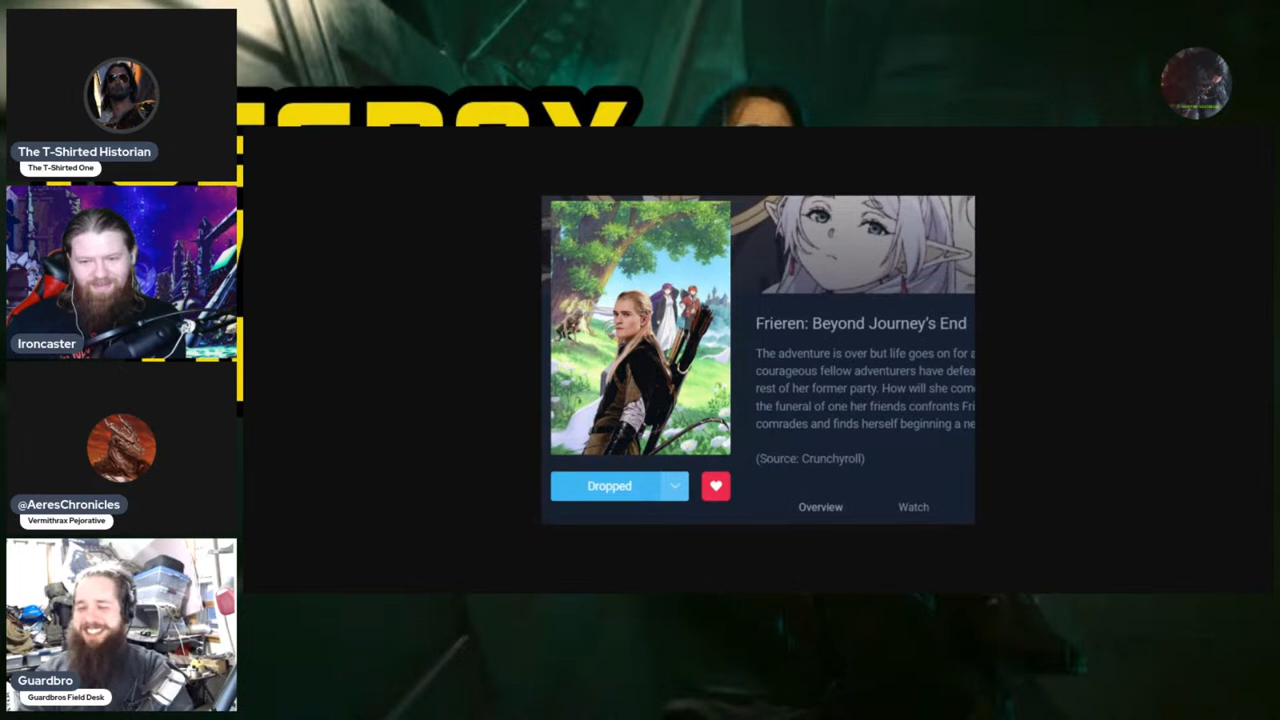 The T-Shirted Historian
The T-Shirted One
Ironcaster
@AeresChronicles
Vermithrax Pejorative
Guardbro
Guardbros Field Desk
Frieren: Beyond Journey's End
The adventure is over but life goes on for a
courageous fellow adventurers have defea
rest of her former party. How will she com
the funeral of one her friends confronts Fri
comrades and finds herself beginning a ne
(Source: Crunchyroll)
Dropped
Overview
Watch